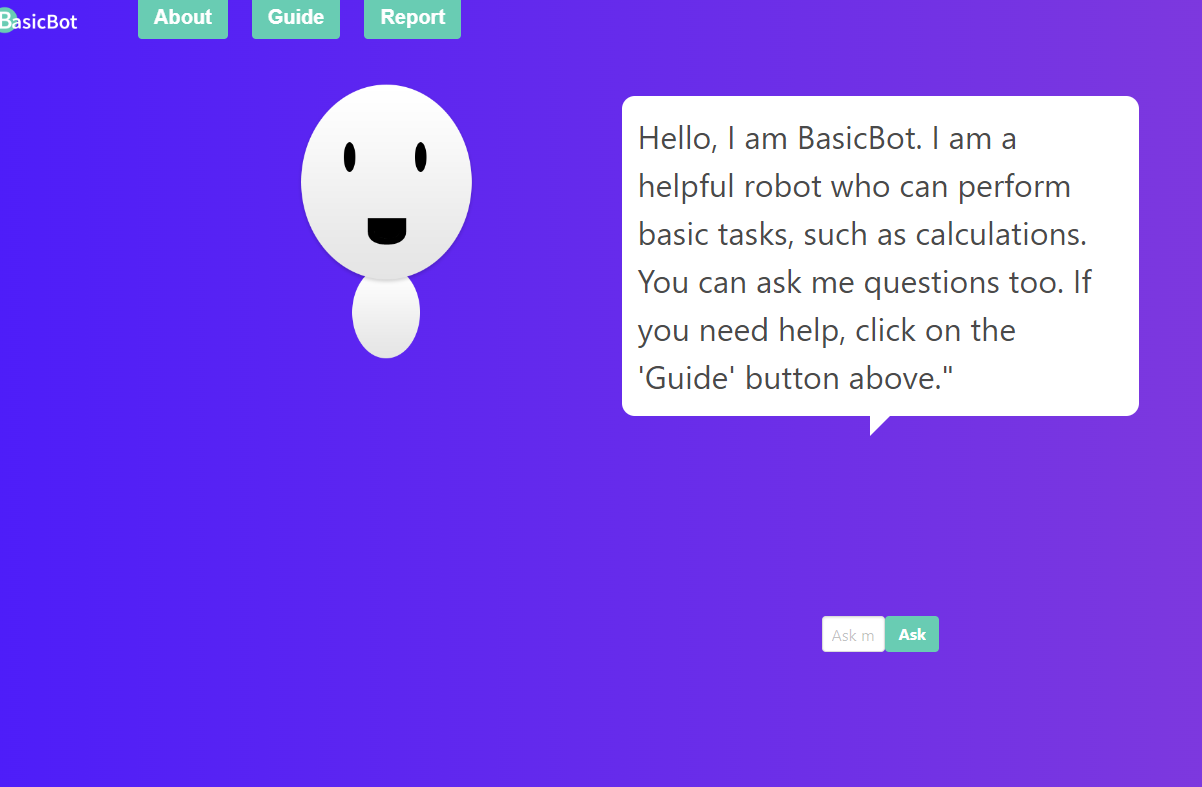 BasicBot
About
Guide
Report
Hello, I am BasicBot. I am a
helpful robot who can perform
basic tasks, such as calculations.
You can ask me questions too. If
you need help, click on the
'Guide' button above."
Ask m
Ask